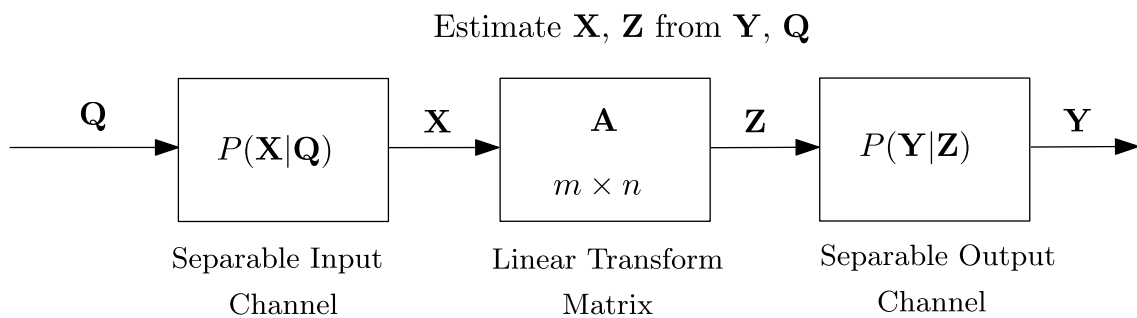 Estimate X, Z from Y, Q
Q
P(X|Q)
X
A
m × n
Z
P(Y|Z)
Y
Separable Input
Channel
Linear Transform
Matrix
Separable Output
Channel